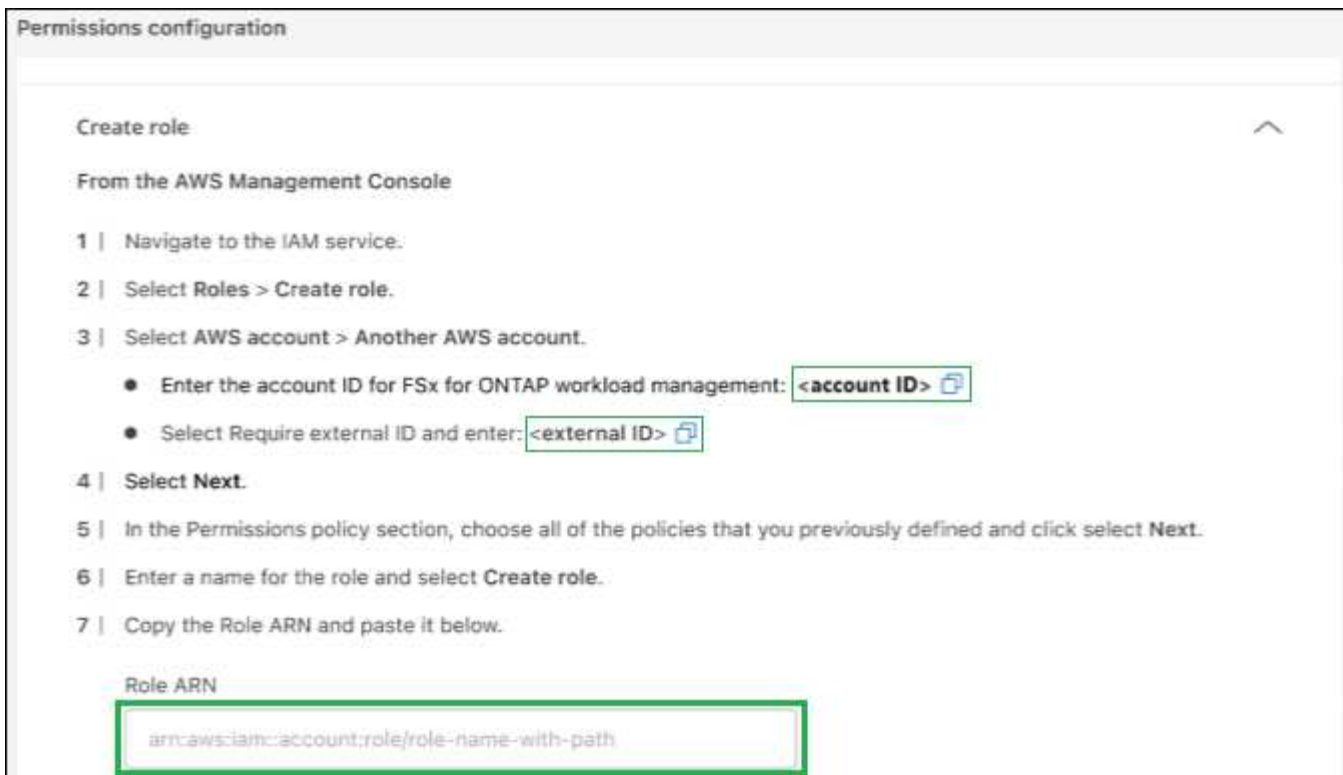 Permissions configuration
Create role
From the AWS Management Console
1 | Navigate to the IAM service.
2 | Select Roles > Create role.
3 | Select AWS account > Another AWS account.
• Enter the account ID for FSx for ONTAP workload management: <account ID>
• Select Require external ID and enter: <external ID>
4 | Select Next.
5 | In the Permissions policy section, choose all of the policies that you previously defined and click select Next.
6 | Enter a name for the role and select Create role.
7 | Copy the Role ARN and paste it below.
Role ARN
arn:aws:iam::account:role/role-name-with-path